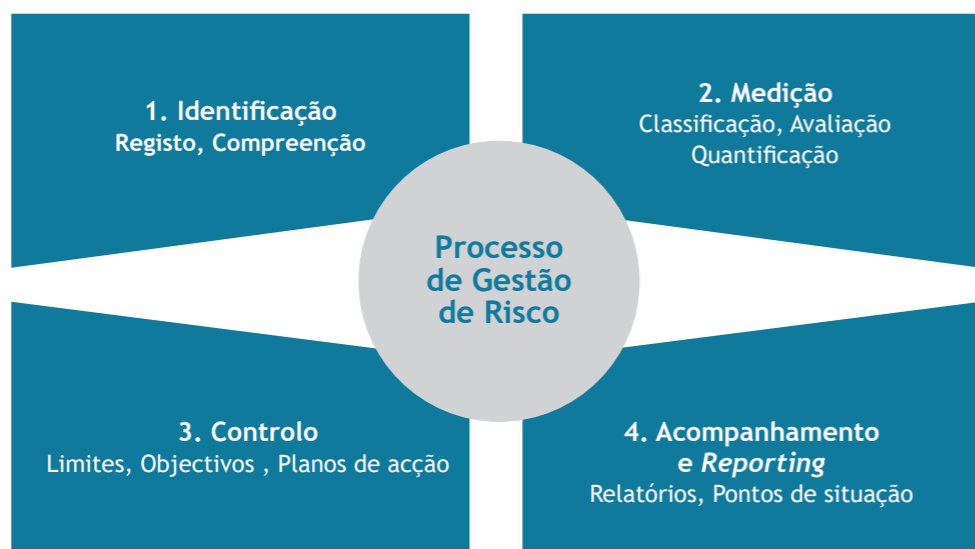 1. Identificação
Registo, Compreenção
2. Medição
Classificação, Avaliação
Quantificação
Processo
de Gestão
de Risco
3. Controlo
Limites, Objectivos , Planos de acção
4. Acompanhamento
e Reporting
Relatórios, Pontos de situação